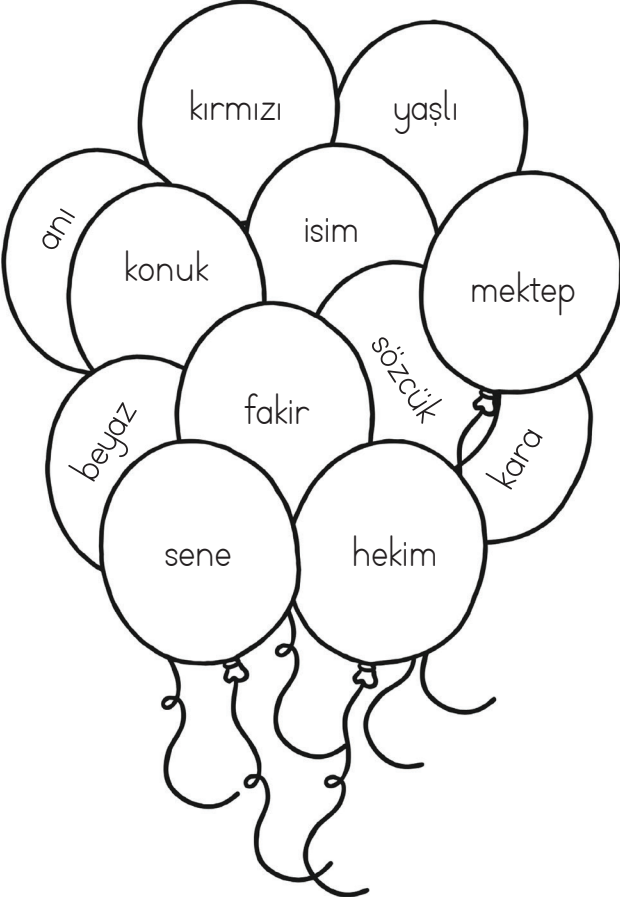 kırmızı
yaşlı
anı
isim
konuk
mektep
sözcük
fakir
beyaz
kara
sene
hekim